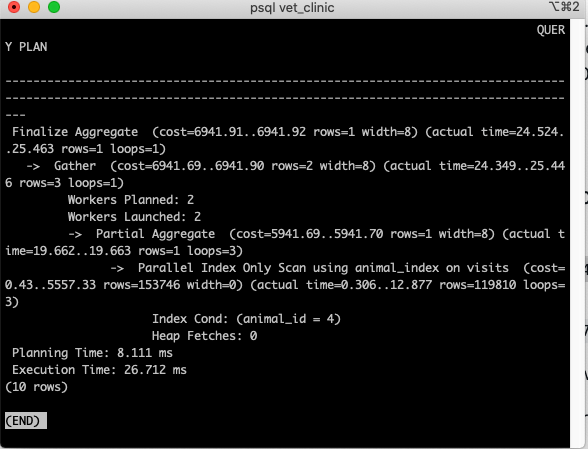 psql vet_clinic
⌥⌘2
QUER
Y PLAN
--------------------------------------------------------------------------------
--------------------------------------------------------------------------------
---
Finalize Aggregate  (cost=6941.91..6941.92 rows=1 width=8) (actual time=24.524.
.25.463 rows=1 loops=1)
->  Gather  (cost=6941.69..6941.90 rows=2 width=8) (actual time=24.349..25.44
6 rows=3 loops=1)
Workers Planned: 2
Workers Launched: 2
->  Partial Aggregate  (cost=5941.69..5941.70 rows=1 width=8) (actual t
ime=19.662..19.663 rows=1 loops=3)
->  Parallel Index Only Scan using animal_index on visits  (cost=
0.43..5557.33 rows=153746 width=0) (actual time=0.306..12.877 rows=119810 loops=
3)
Index Cond: (animal_id = 4)
Heap Fetches: 0
Planning Time: 8.111 ms
Execution Time: 26.712 ms
(10 rows)
(END)